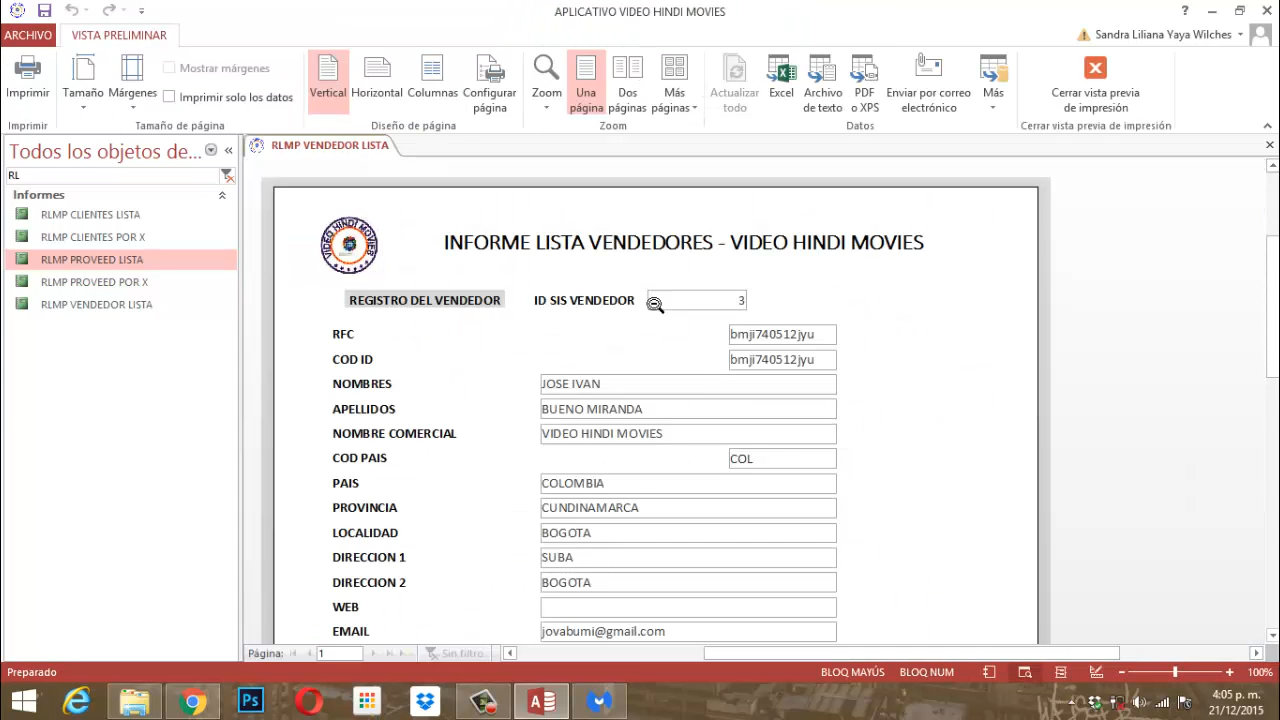 APLICATIVO VIDEO HINDI MOVIES
?
ARCHIVO
VISTA PRELIMINAR
Sandra Liliana Yaya Wilches
Imprimir
Tamaño
Márgenes
Mostrar márgenes
Imprimir solo los datos
Vertical
Horizontal
Columnas
Configurar página
Zoom
Una página
Dos páginas
Más páginas
Actualizar todo
Excel
Archivo de texto
PDF o XPS
Enviar por correo electrónico
Más
Cerrar vista previa de impresión
Imprimir
Tamaño de página
Diseño de página
Zoom
Datos
Cerrar vista previa de impresión
Todos los objetos de...
RL
Informes
RLMP CLIENTES LISTA
RLMP CLIENTES POR X
RLMP PROVEED LISTA
RLMP PROVEED POR X
RLMP VENDEDOR LISTA
RLMP VENDEDOR LISTA
VIDEO HINDI MOVIES
INFORME LISTA VENDEDORES - VIDEO HINDI MOVIES
REGISTRO DEL VENDEDOR ID SIS VENDEDOR 3
RFC bmji740512jyu
COD ID bmji740512jyu
NOMBRES JOSE IVAN
APELLIDOS BUENO MIRANDA
NOMBRE COMERCIAL VIDEO HINDI MOVIES
COD PAIS COL
PAIS COLOMBIA
PROVINCIA CUNDINAMARCA
LOCALIDAD BOGOTA
DIRECCION 1 SUBA
DIRECCION 2 BOGOTA
WEB
EMAIL jovabumi@gmail.com
Página: 1 Sin filtro
Preparado
BLOQ MAYÚS BLOQ NUM 100%
Ps
4:05 p. m.
21/12/2015